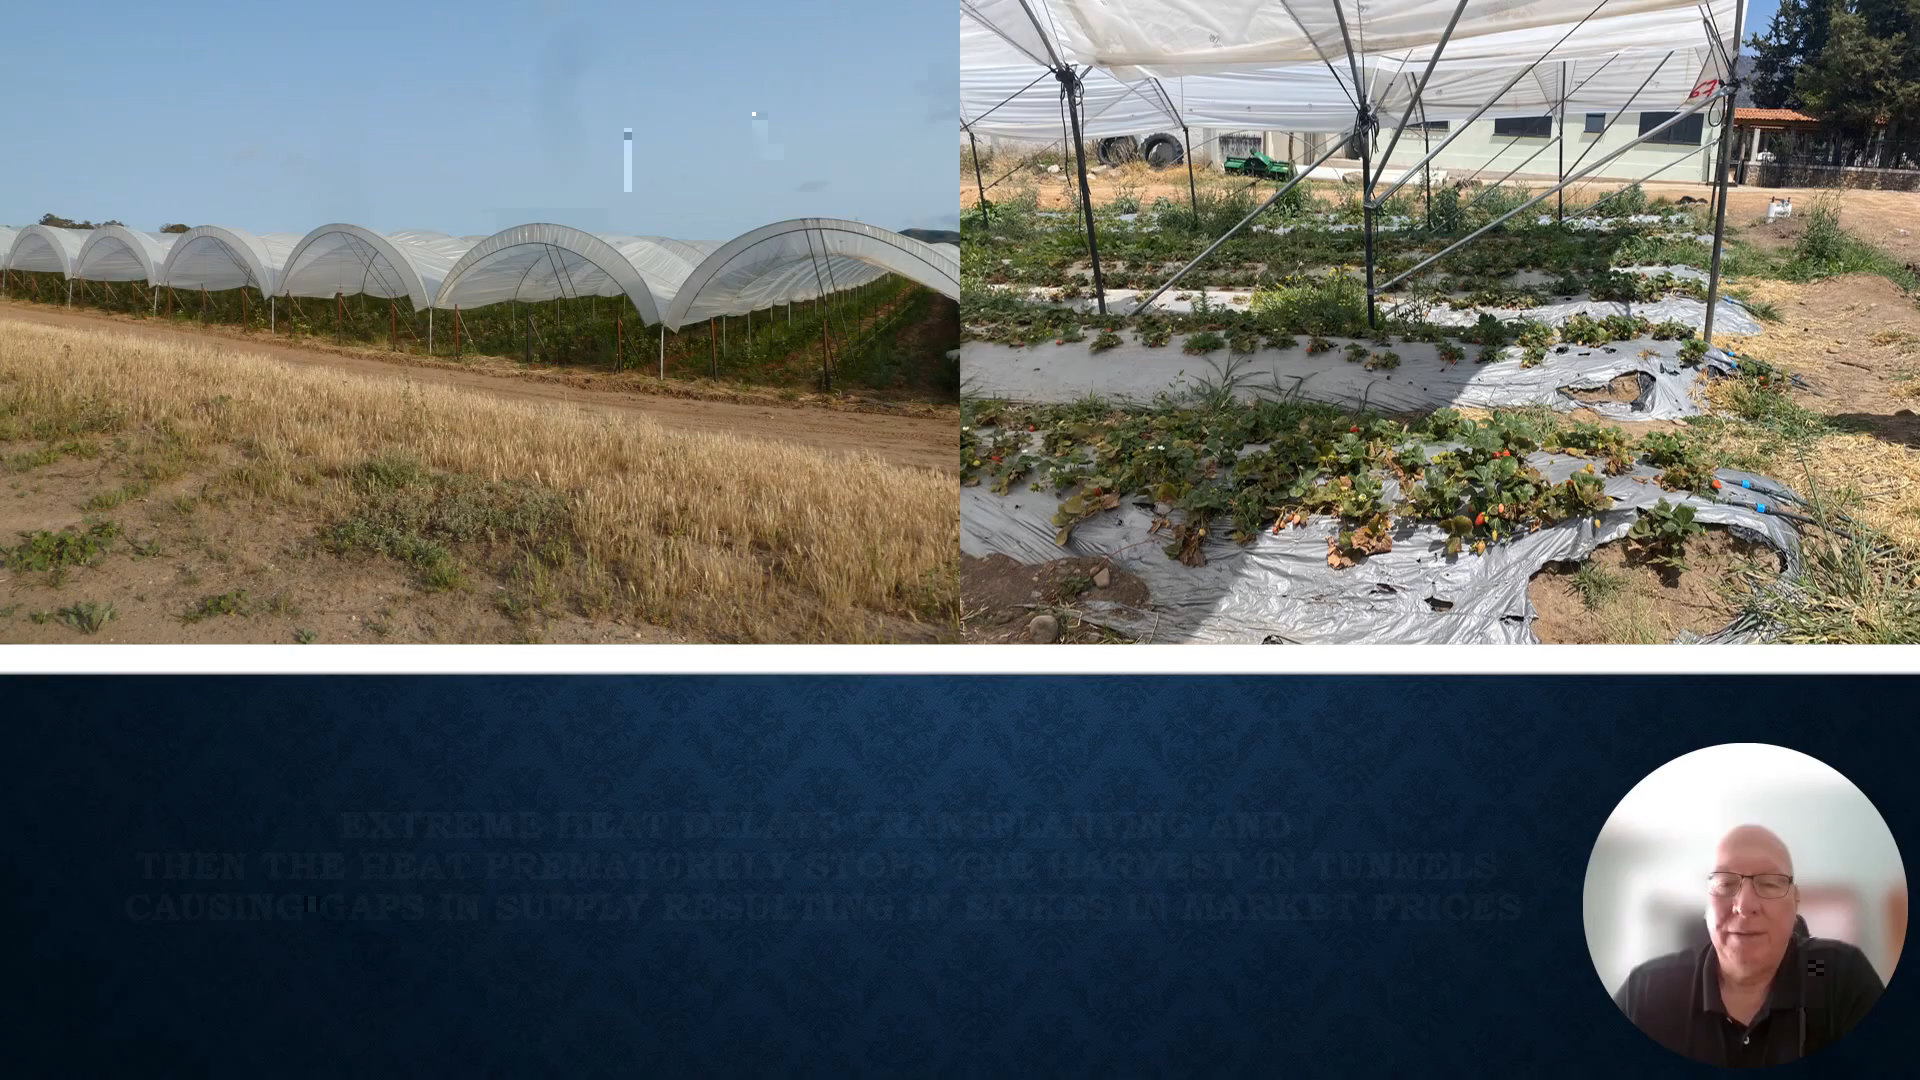 EXTREME HEAT DELAYS TRANSPLANTING AND
THEN THE HEAT PREMATURELY STOPS THE HARVEST IN TUNNELS
CAUSING GAPS IN SUPPLY RESULTING IN SPIKES IN MARKET PRICES